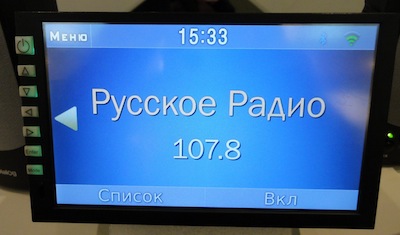 Меню 15:33
Русское Радио
107.8
Список Вкл